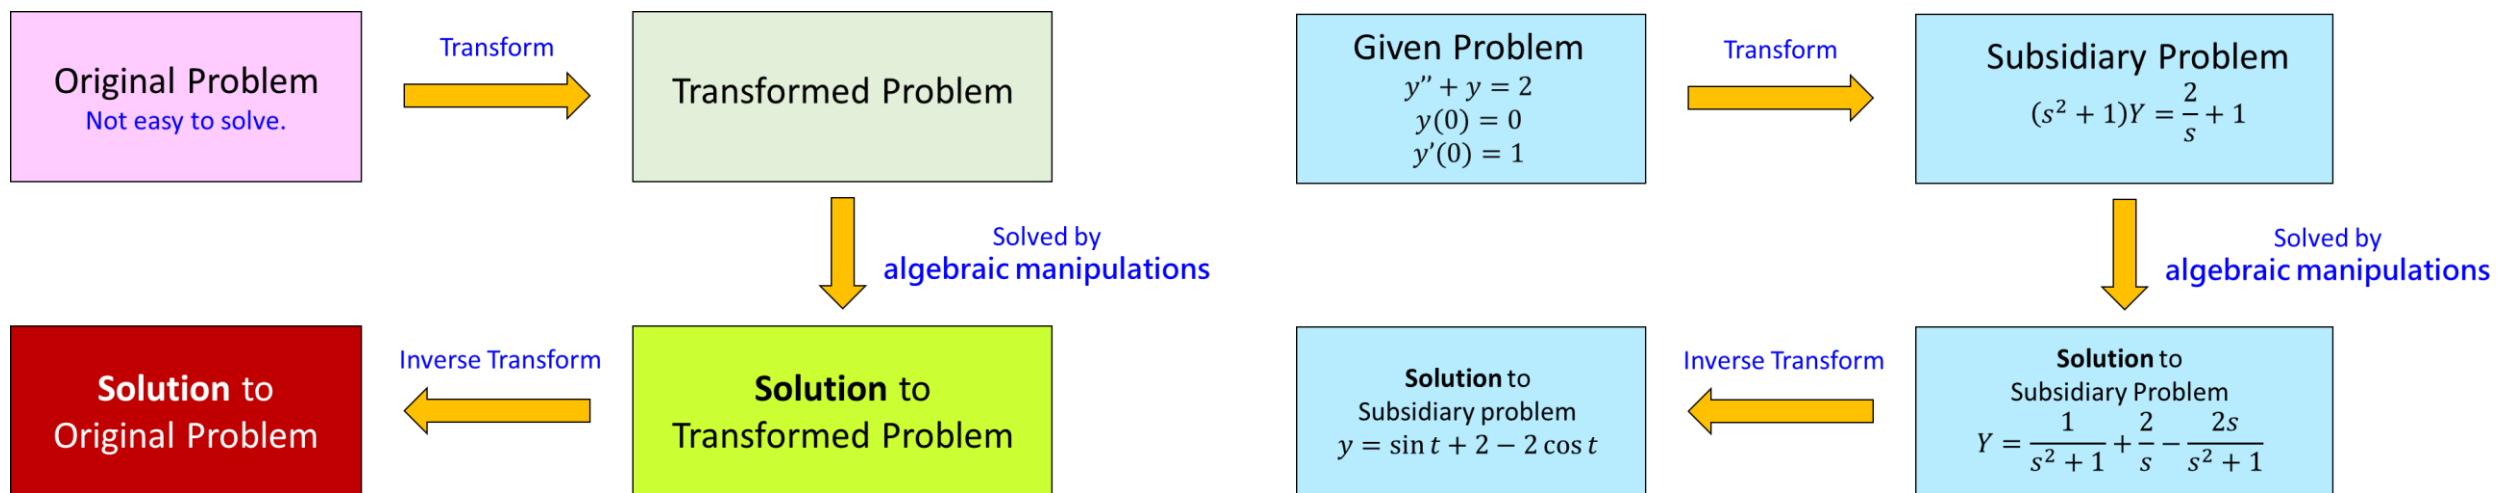 Original Problem
Not easy to solve.
Transform
Transformed Problem
Solved by
algebraic manipulations
Solution to
Transformed Problem
Inverse Transform
Solution to
Original Problem
Given Problem
y” + y = 2
y(0) = 0
y’(0) = 1
Transform
Subsidiary Problem
(s² + 1)Y = 2/s + 1
Solved by
algebraic manipulations
Solution to
Subsidiary Problem
Y = 1/(s² + 1) + 2/s − 2s/(s² + 1)
Inverse Transform
Solution to
Subsidiary problem
y = sin t + 2 − 2 cos t